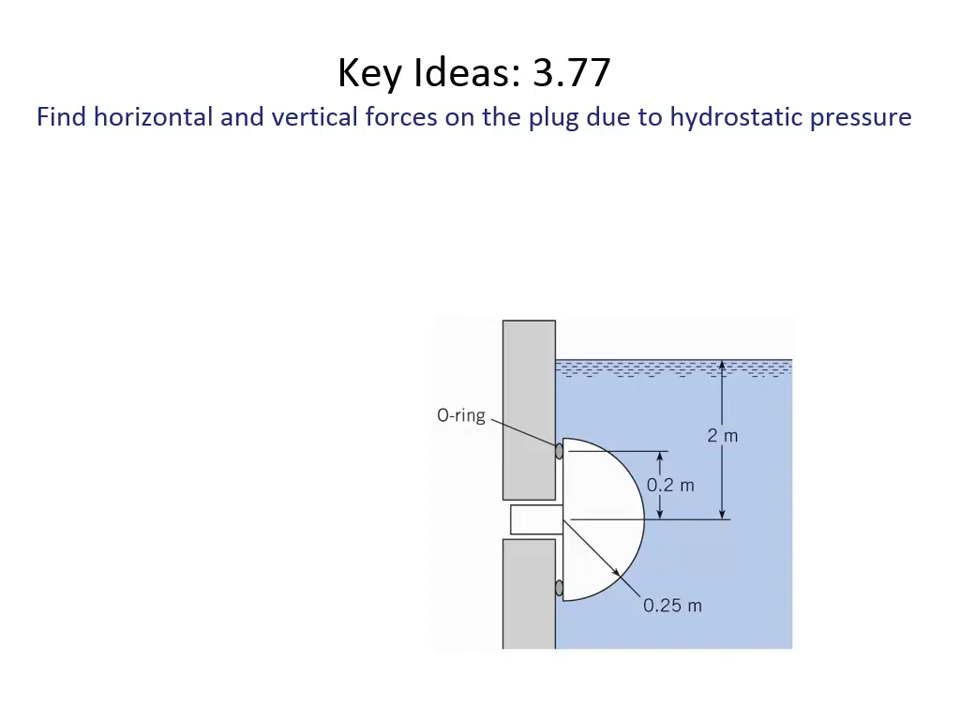 Key Ideas: 3.77
Find horizontal and vertical forces on the plug due to hydrostatic pressure
O-ring
2 m
0.2 m
0.25 m